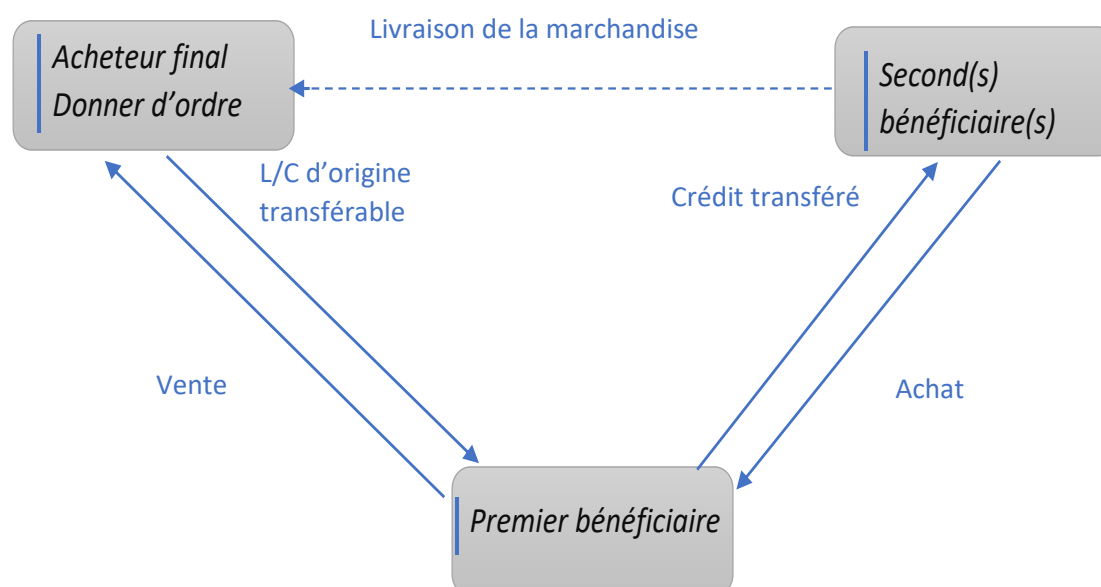 Livraison de la marchandise
Acheteur final
Donner d’ordre
Second(s)
bénéficiaire(s)
L/C d’origine
transférable
Crédit transféré
Vente
Achat
Premier bénéficiaire